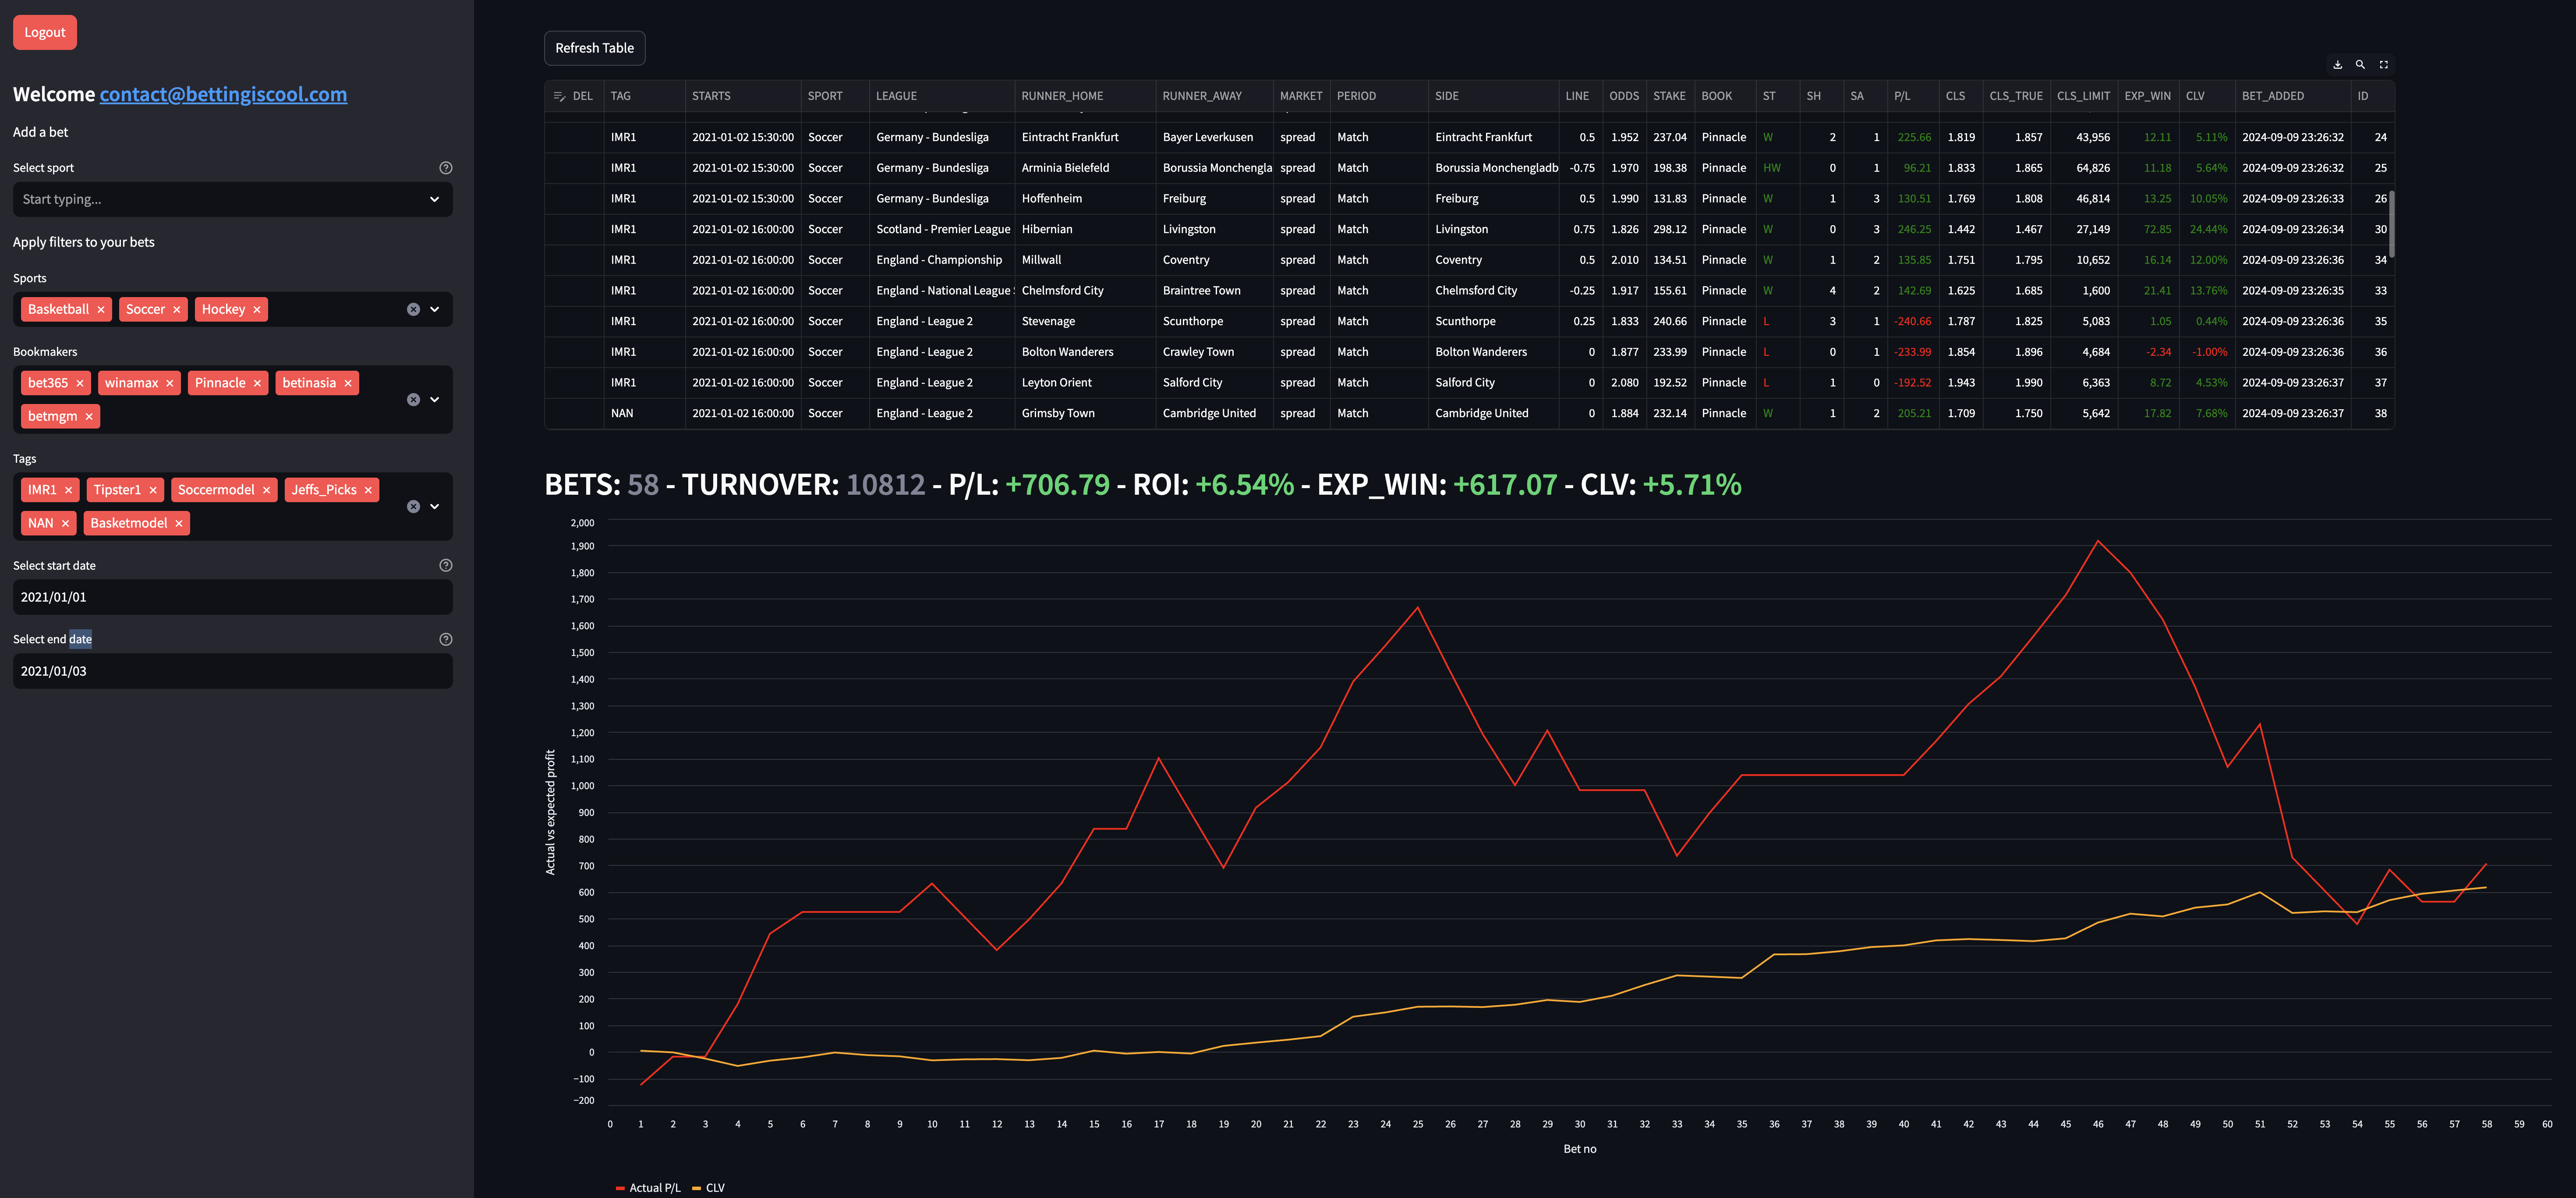 Logout
Welcome contact@bettingiscool.com
Add a bet
Select sport
Start typing...
Apply filters to your bets
Sports
Basketball × Soccer × Hockey ×
Bookmakers
bet365 × winamax × Pinnacle × betinasia ×
betmgm ×
Tags
IMR1 × Tipster1 × Soccermodel × Jeffs_Picks ×
NAN × Basketmodel ×
Select start date
2021/01/01
Select end date
2021/01/03
Refresh Table
DEL TAG STARTS SPORT LEAGUE RUNNER_HOME RUNNER_AWAY MARKET PERIOD SIDE LINE ODDS STAKE BOOK ST SH SA P/L CLS CLS_TRUE CLS_LIMIT EXP_WIN CLV BET_ADDED ID
IMR1 2021-01-02 15:30:00 Soccer Germany - Bundesliga Eintracht Frankfurt Bayer Leverkusen spread Match Eintracht Frankfurt 0.5 1.952 237.04 Pinnacle W 2 1 225.66 1.819 1.857 43,956 12.11 5.11% 2024-09-09 23:26:32 24
IMR1 2021-01-02 15:30:00 Soccer Germany - Bundesliga Arminia Bielefeld Borussia Monchengla spread Match Borussia Monchengladb -0.75 1.970 198.38 Pinnacle HW 0 1 96.21 1.833 1.865 64,826 11.18 5.64% 2024-09-09 23:26:32 25
IMR1 2021-01-02 15:30:00 Soccer Germany - Bundesliga Hoffenheim Freiburg spread Match Freiburg 0.5 1.990 131.83 Pinnacle W 1 3 130.51 1.769 1.808 46,814 13.25 10.05% 2024-09-09 23:26:33 26
IMR1 2021-01-02 16:00:00 Soccer Scotland - Premier League Hibernian Livingston spread Match Livingston 0.75 1.826 298.12 Pinnacle W 0 3 246.25 1.442 1.467 27,149 72.85 24.44% 2024-09-09 23:26:34 30
IMR1 2021-01-02 16:00:00 Soccer England - Championship Millwall Coventry spread Match Coventry 0.5 2.010 134.51 Pinnacle W 1 2 135.85 1.751 1.795 10,652 16.14 12.00% 2024-09-09 23:26:36 34
IMR1 2021-01-02 16:00:00 Soccer England - National League Chelmsford City Braintree Town spread Match Chelmsford City -0.25 1.917 155.61 Pinnacle W 4 2 142.69 1.625 1.685 1,600 21.41 13.76% 2024-09-09 23:26:35 33
IMR1 2021-01-02 16:00:00 Soccer England - League 2 Stevenage Scunthorpe spread Match Scunthorpe 0.25 1.833 240.66 Pinnacle L 3 1 -240.66 1.787 1.825 5,083 1.05 0.44% 2024-09-09 23:26:36 35
IMR1 2021-01-02 16:00:00 Soccer England - League 2 Bolton Wanderers Crawley Town spread Match Bolton Wanderers 0 1.877 233.99 Pinnacle L 0 1 -233.99 1.854 1.896 4,684 -2.34 -1.00% 2024-09-09 23:26:36 36
IMR1 2021-01-02 16:00:00 Soccer England - League 2 Leyton Orient Salford City spread Match Salford City 0 2.080 192.52 Pinnacle L 1 0 -192.52 1.943 1.990 6,363 8.72 4.53% 2024-09-09 23:26:37 37
NAN 2021-01-02 16:00:00 Soccer England - League 2 Grimsby Town Cambridge United spread Match Cambridge United 0 1.884 232.14 Pinnacle W 1 2 205.21 1.709 1.750 5,642 17.82 7.68% 2024-09-09 23:26:37 38
BETS: 58 - TURNOVER: 10812 - P/L: +706.79 - ROI: +6.54% - EXP_WIN: +617.07 - CLV: +5.71%
Actual vs expected profit
2,000
1,900
1,800
1,700
1,600
1,500
1,400
1,300
1,200
1,100
1,000
900
800
700
600
500
400
300
200
100
0
−100
−200
0 1 2 3 4 5 6 7 8 9 10 11 12 13 14 15 16 17 18 19 20 21 22 23 24 25 26 27 28 29 30 31 32 33 34 35 36 37 38 39 40 41 42 43 44 45 46 47 48 49 50 51 52 53 54 55 56 57 58 59 60
Bet no
Actual P/L CLV